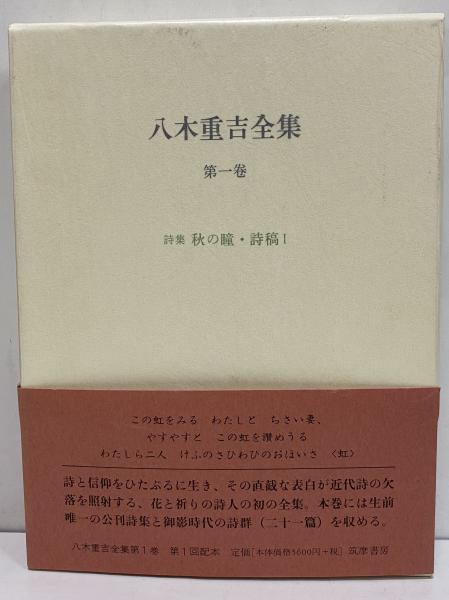 八木重吉全集
第一卷
詩集 秋の瞳・詩稿Ⅰ
この虹をみる　わたしと　ちさい妻、
やすやすと　この虹を讃めうる
わたしら二人　けふのさひわひのおほいさ 〈虹〉
詩と信仰をひたぶるに生き、その直截な表白が近代詩の欠
落を照射する、花と祈りの詩人の初の全集。本巻には生前
唯一の公刊詩集と御影時代の詩群（二十一篇）を収める。
八木重吉全集第1巻　第1回配本　定価［本体価格5600円＋税］筑摩書房